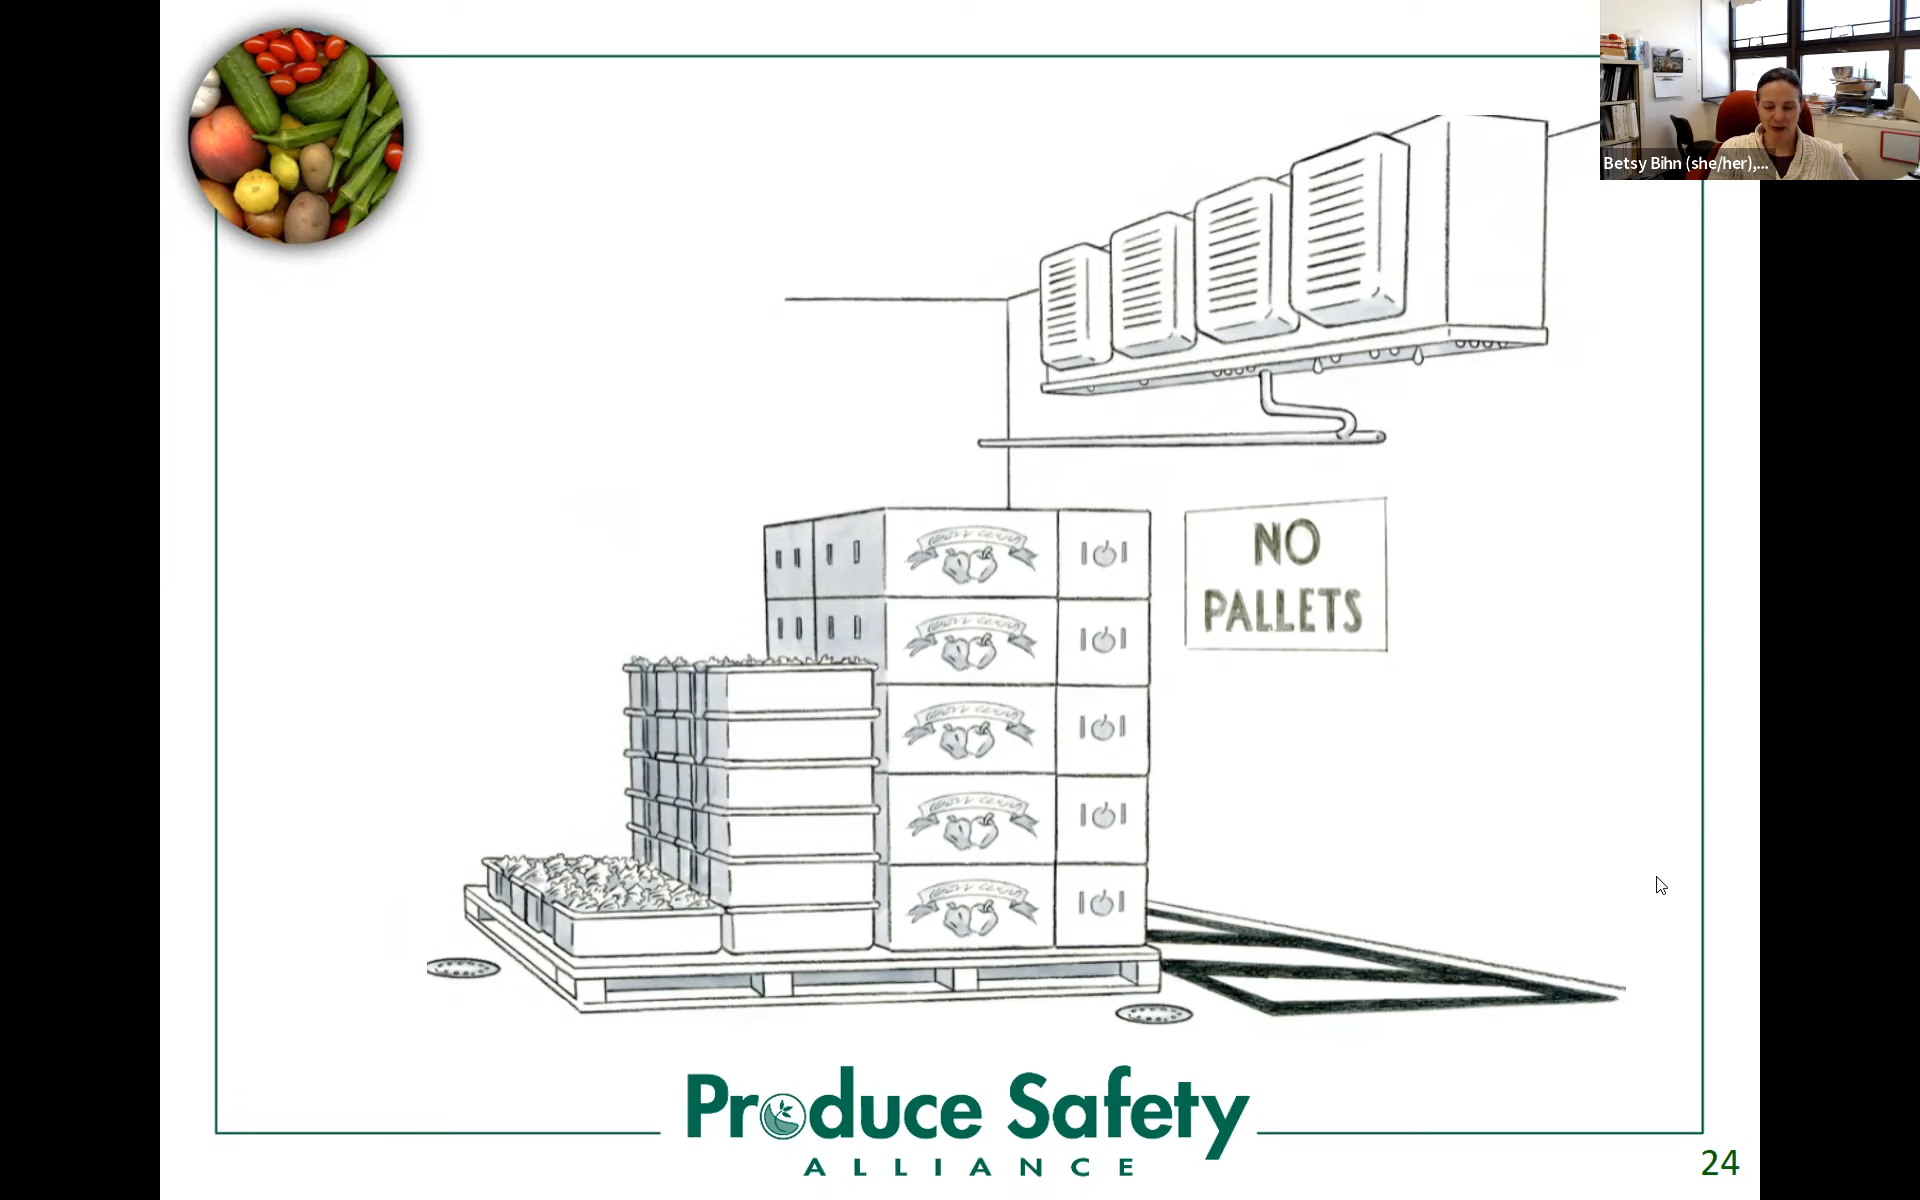 Betsy Bihn (she/her),...
NO
PALLETS
Produce Safety
ALLIANCE
24